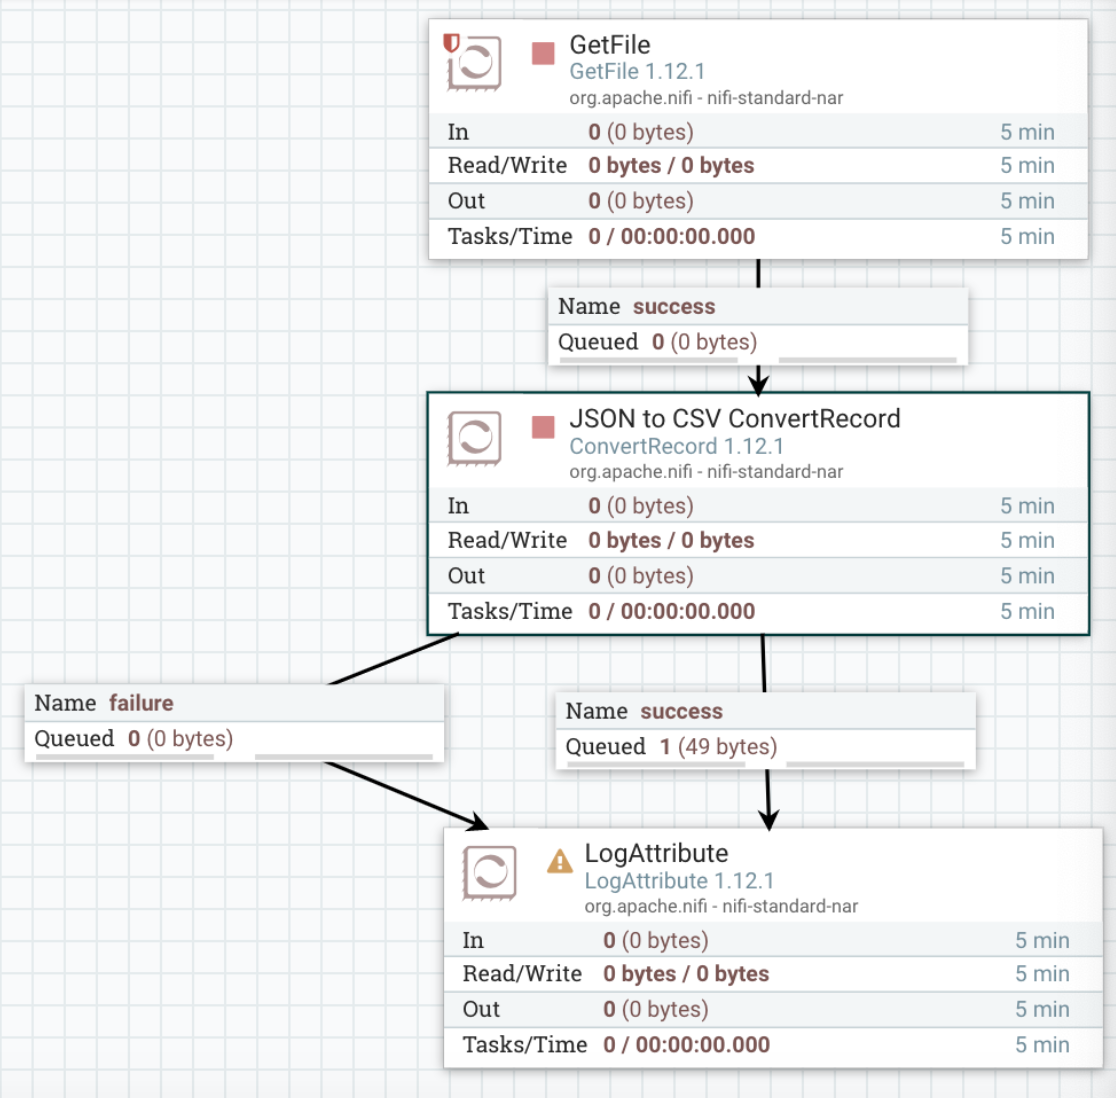 GetFile
GetFile 1.12.1
org.apache.nifi - nifi-standard-nar
In 0 (0 bytes) 5 min
Read/Write 0 bytes / 0 bytes 5 min
Out 0 (0 bytes) 5 min
Tasks/Time 0 / 00:00:00.000 5 min
Name success
Queued 0 (0 bytes)
JSON to CSV ConvertRecord
ConvertRecord 1.12.1
org.apache.nifi - nifi-standard-nar
In 0 (0 bytes) 5 min
Read/Write 0 bytes / 0 bytes 5 min
Out 0 (0 bytes) 5 min
Tasks/Time 0 / 00:00:00.000 5 min
Name failure
Queued 0 (0 bytes)
Name success
Queued 1 (49 bytes)
LogAttribute
LogAttribute 1.12.1
org.apache.nifi - nifi-standard-nar
In 0 (0 bytes) 5 min
Read/Write 0 bytes / 0 bytes 5 min
Out 0 (0 bytes) 5 min
Tasks/Time 0 / 00:00:00.000 5 min